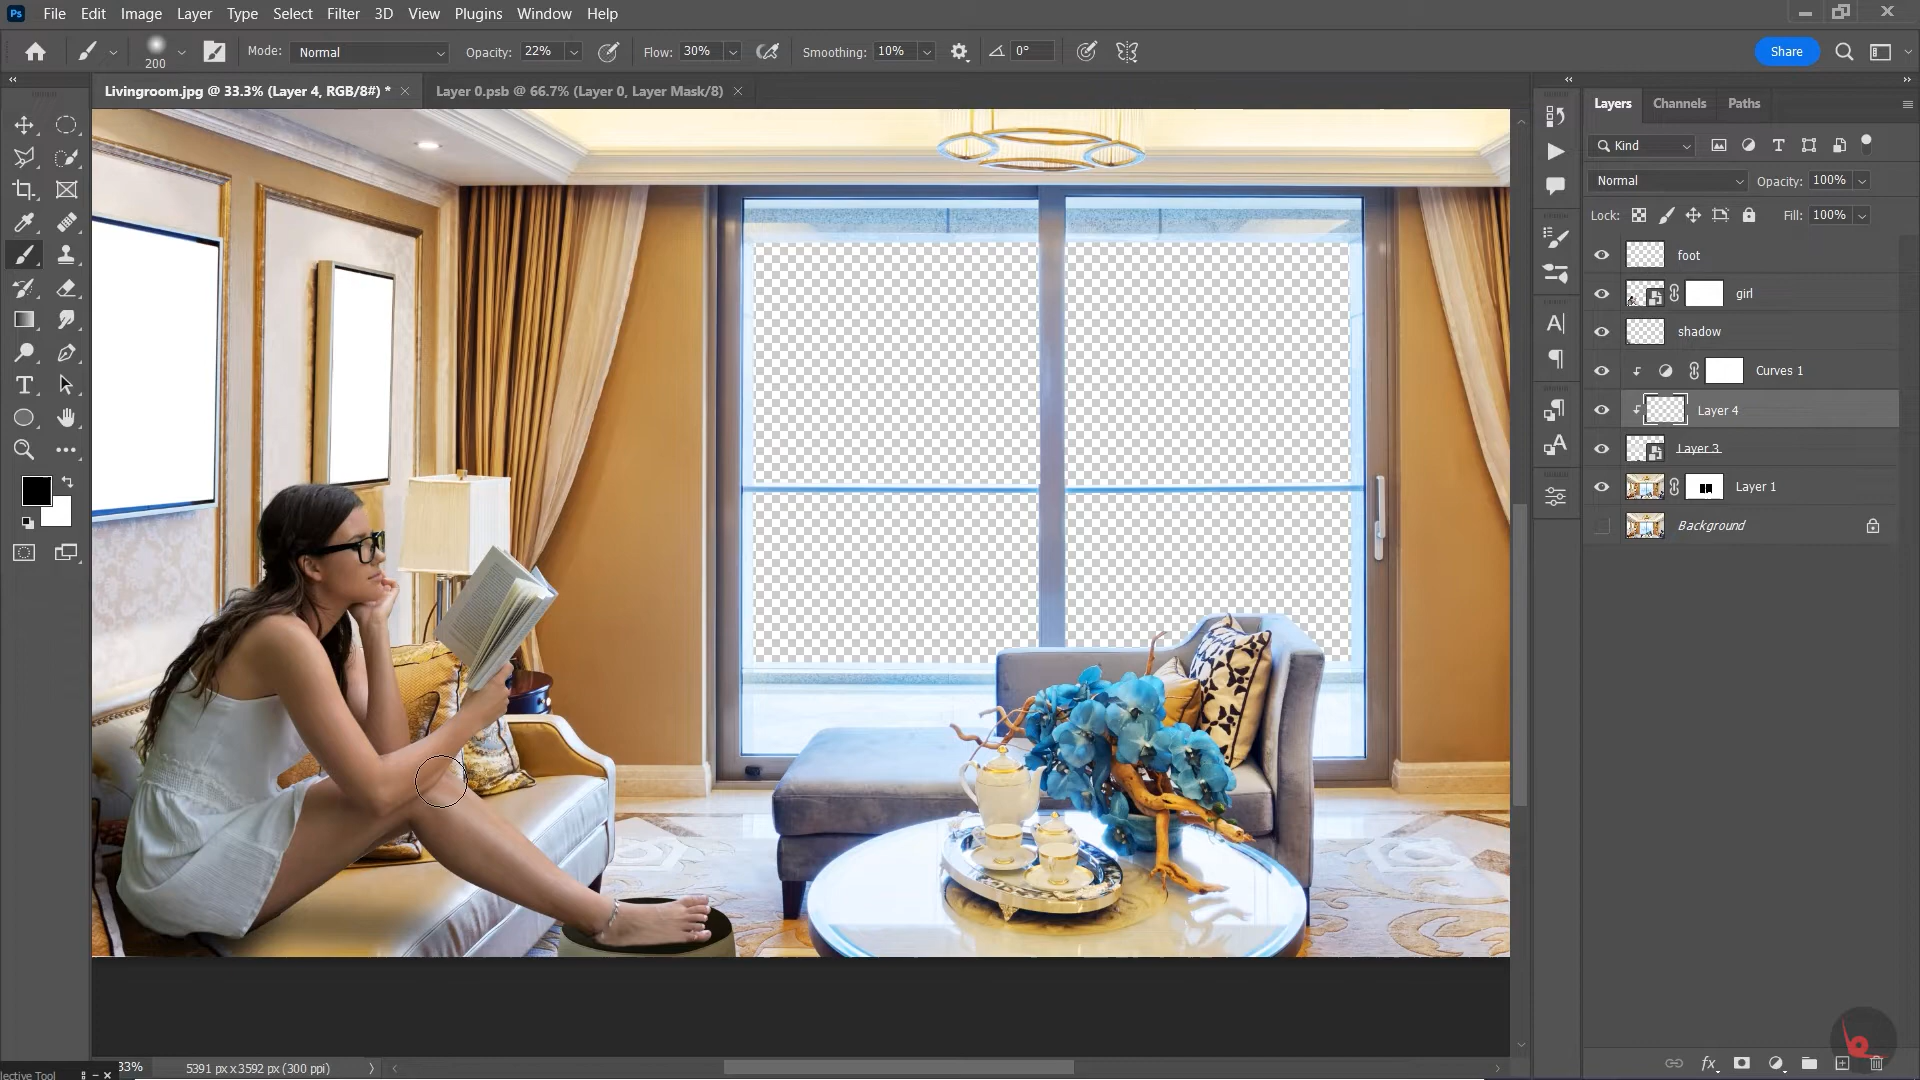 File Edit Image Layer Type Select Filter 3D View Plugins Window Help
200 Mode: Normal Opacity: 22% Flow: 30% Smoothing: 10% 0° Share
Livingroom.jpg @ 33.3% (Layer 4, RGB/8#) * Layer 0.psb @ 66.7% (Layer 0, Layer Mask/8)
Layers Channels Paths
Kind
Normal Opacity: 100%
Lock: Fill: 100%
foot
girl
shadow
Curves 1
Layer 4
Layer 3
Layer 1
Background
33% 5391 px x 3592 px (300 ppi)
lective Tool